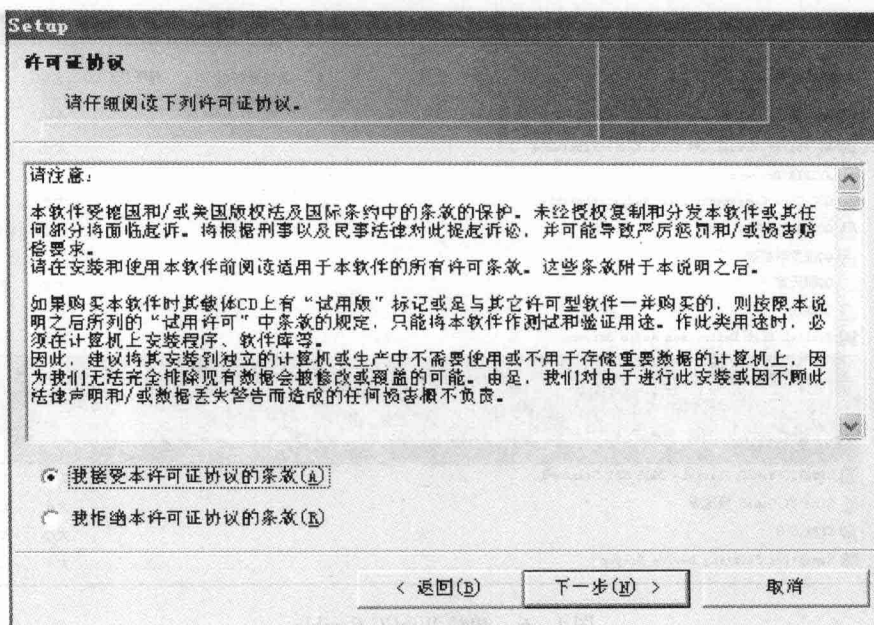 Setup
许可证协议
请仔细阅读下列许可证协议。
请注意:
本软件受德国和/或美国版权法及国际条约中的条款的保护。未经授权复制和分发本软件或其任
何部分将面临起诉。将根据刑事以及民事法律对此提起诉讼，并可能导致严厉惩罚和/或损害赔
偿要求。
请在安装和使用本软件前阅读适用于本软件的所有许可条款。这些条款附于本说明之后。
如果购买本软件时其载体CD上有“试用版”标记或是与其它许可型软件一并购买的，则按照本说
明之后所列的“试用许可”中条款的规定，只能将本软件作测试和验证用途。作此类用途时，必
须在计算机上安装程序、软件库等。
因此，建议将其安装到独立的计算机或生产中不需要使用或不用于存储重要数据的计算机上，因
为我们无法完全排除现有数据会被修改或覆盖的可能。由是，我们对由于进行此安装或因不顾此
法律声明和/或数据丢失警告而造成的任何损害概不负责。
我接受本许可证协议的条款(A)
我拒绝本许可证协议的条款(R)
< 返回(B)
下一步(N) >
取消